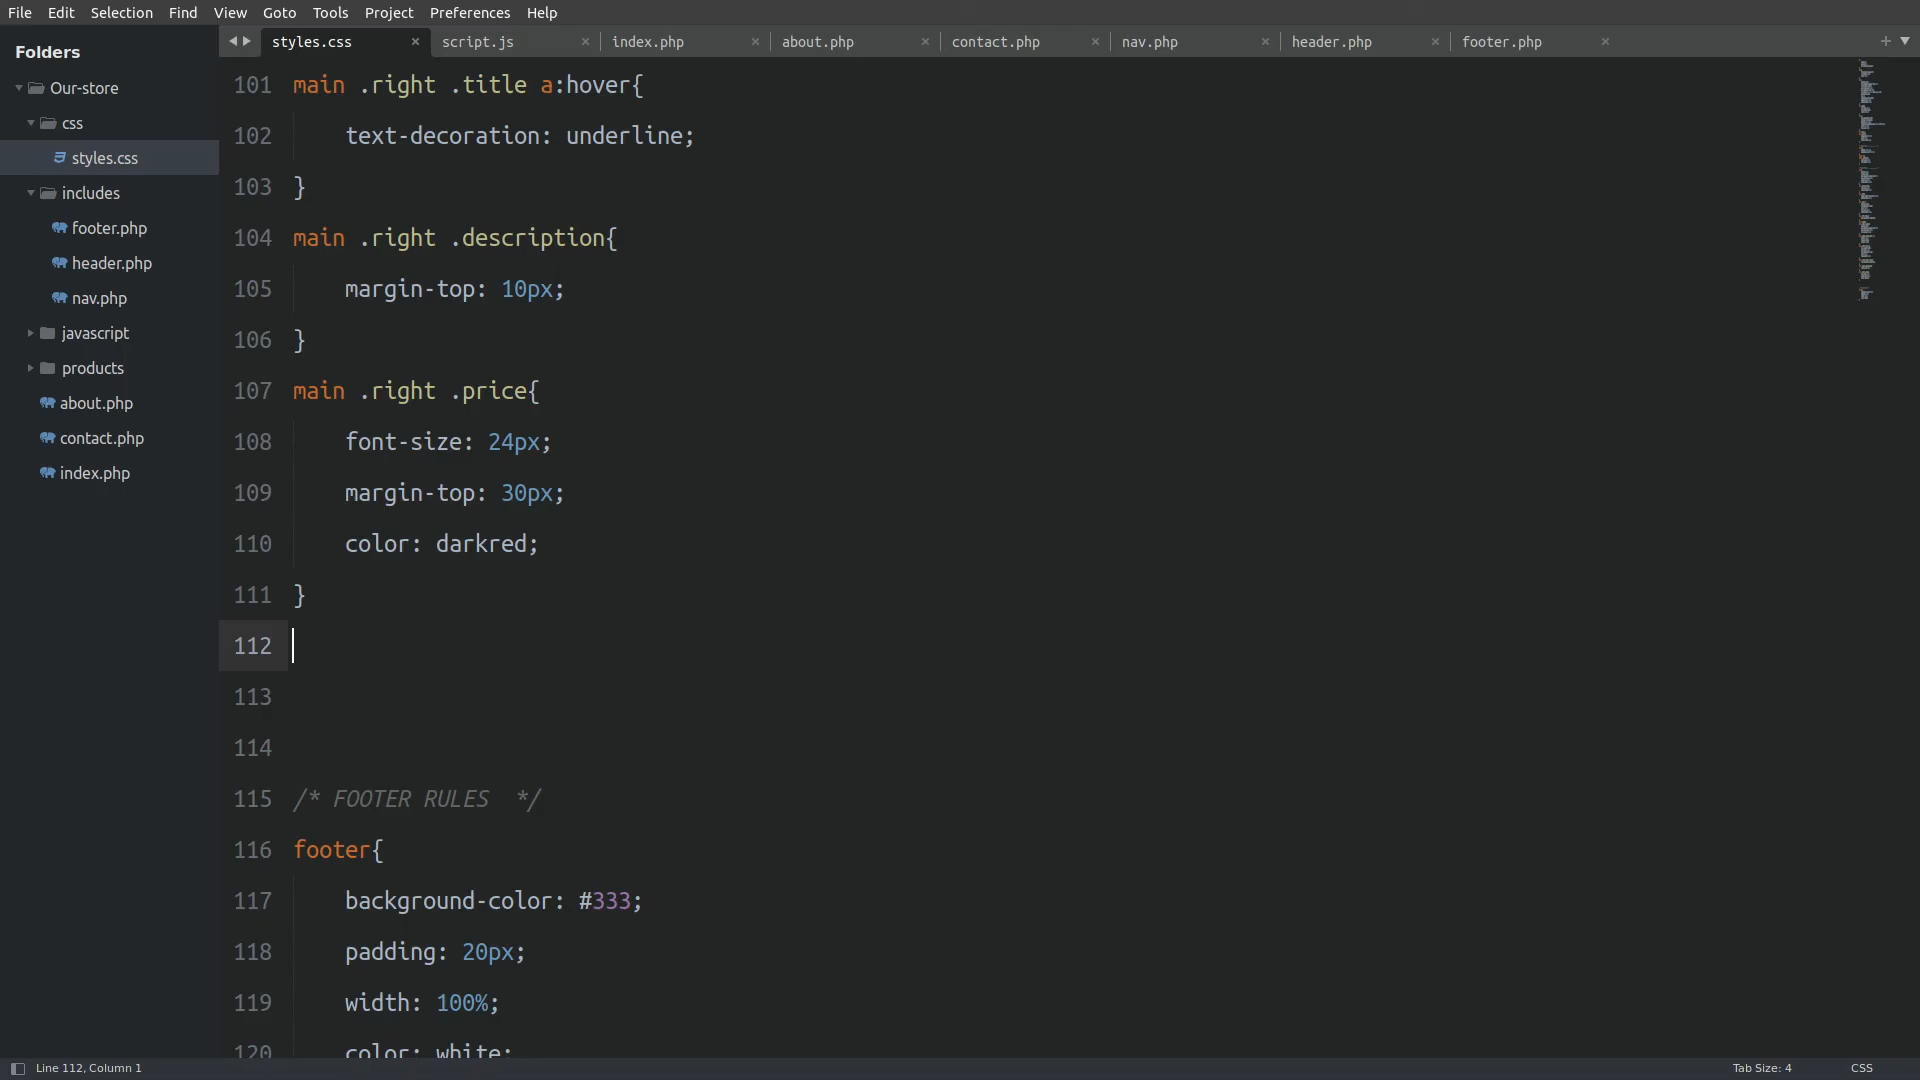 File Edit Selection Find View Goto Tools Project Preferences Help
Folders
Our-store
css
styles.css
includes
footer.php
header.php
nav.php
javascript
products
about.php
contact.php
index.php
styles.css script.js index.php about.php contact.php nav.php header.php footer.php
101 main .right .title a:hover{
102 text-decoration: underline;
103 }
104 main .right .description{
105 margin-top: 10px;
106 }
107 main .right .price{
108 font-size: 24px;
109 margin-top: 30px;
110 color: darkred;
111 }
112
113
114
115 /* FOOTER RULES  */
116 footer{
117 background-color: #333;
118 padding: 20px;
119 width: 100%;
120 color: white;
Line 112, Column 1
Tab Size: 4 CSS